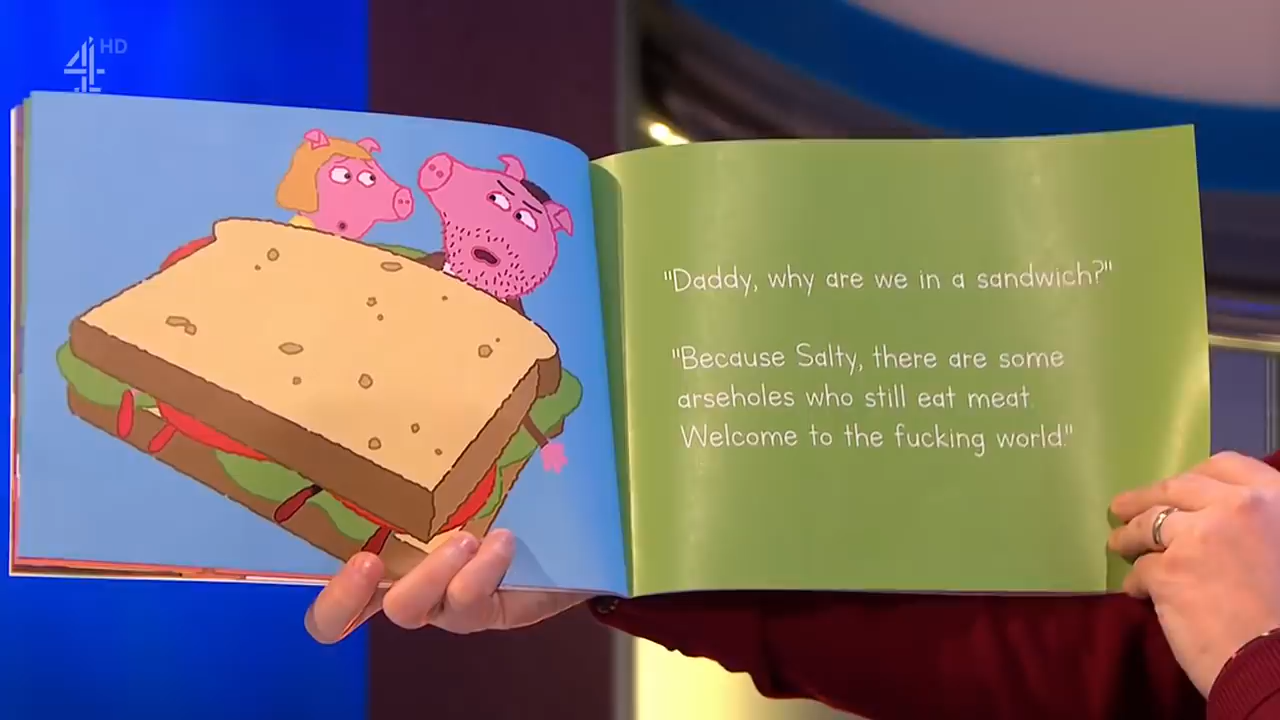 4 HD
"Daddy, why are we in a sandwich?"
"Because Salty, there are some
arseholes who still eat meat.
Welcome to the fucking world."